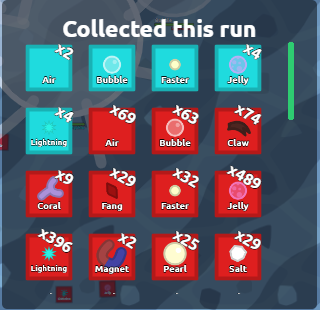 Collected this run
x2 x4
Air Bubble Faster Jelly
x4 x69 x63 x74
Lightning Air Bubble Claw
x9 x29 x32 x489
Coral Fang Faster Jelly
x396 x2 x25 x29
Lightning Magnet Pearl Salt